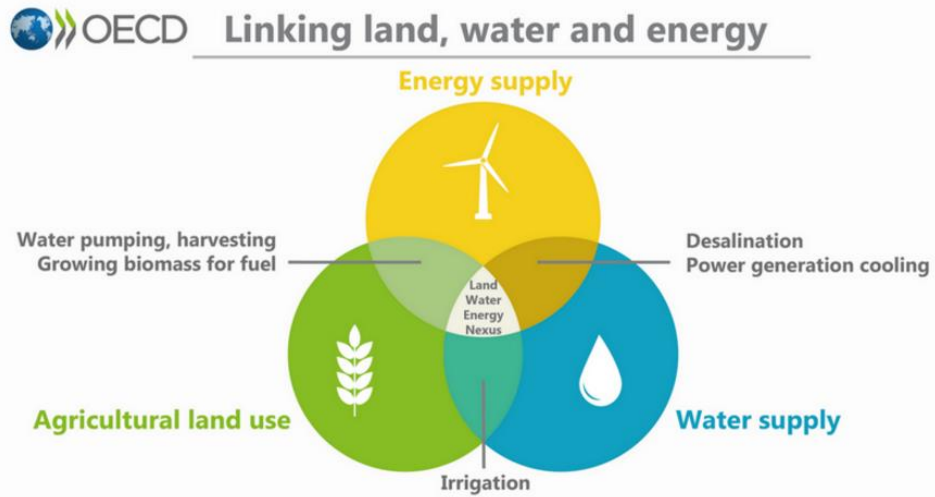 OECD
Linking land, water and energy
Energy supply
Water pumping, harvesting
Growing biomass for fuel
Desalination
Power generation cooling
Land
Water
Energy
Nexus
Agricultural land use
Water supply
Irrigation